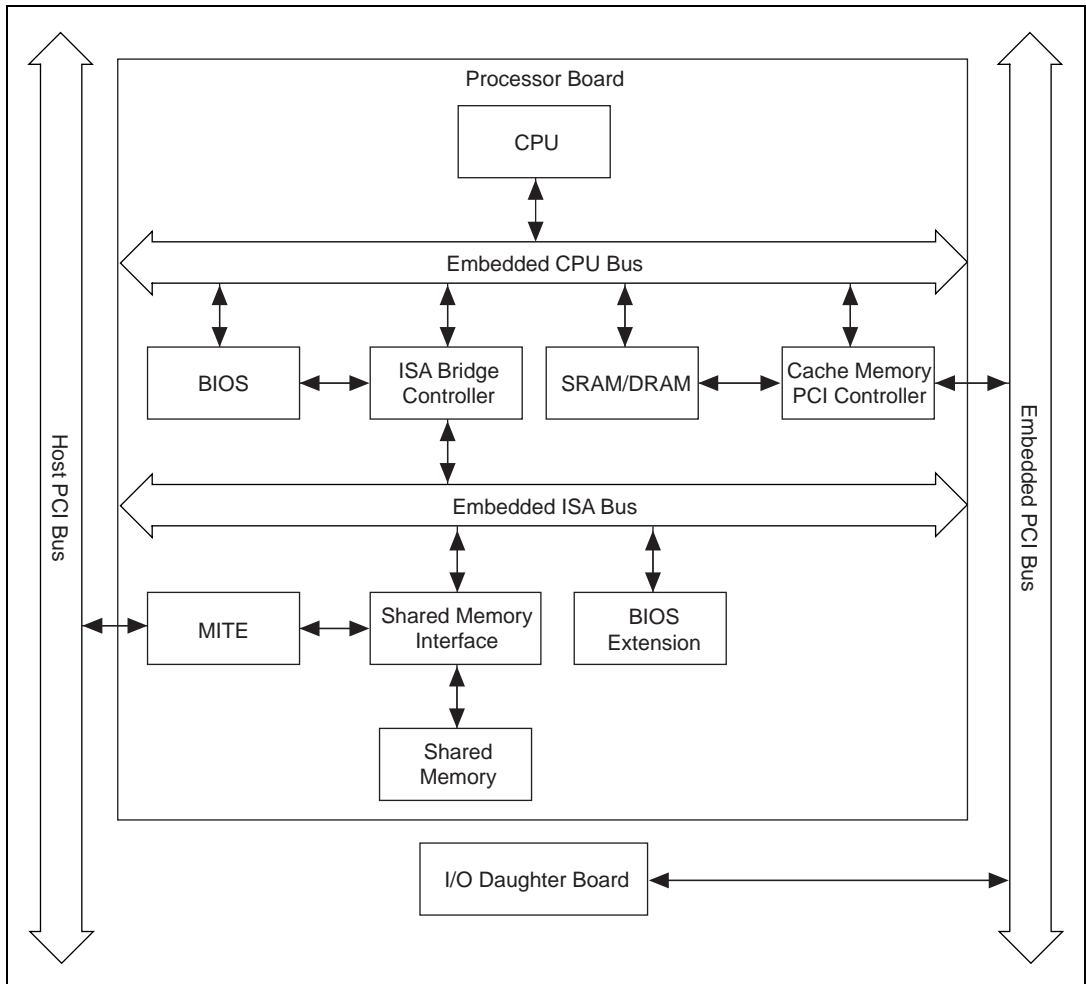 Processor Board
CPU
Embedded CPU Bus
BIOS
ISA Bridge
Controller
SRAM/DRAM
Cache Memory
PCI Controller
Host PCI Bus
Embedded PCI Bus
Embedded ISA Bus
MITE
Shared Memory
Interface
BIOS
Extension
Shared
Memory
I/O Daughter Board